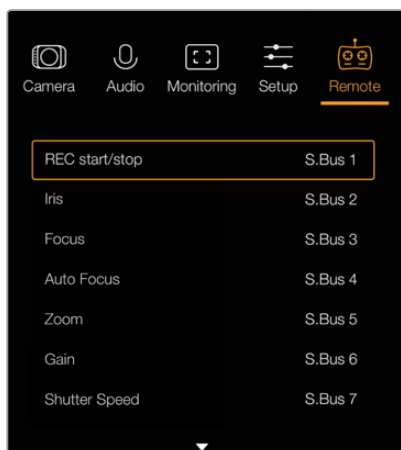 Camera Audio Monitoring Setup Remote
REC start/stop S.Bus 1
Iris S.Bus 2
Focus S.Bus 3
Auto Focus S.Bus 4
Zoom S.Bus 5
Gain S.Bus 6
Shutter Speed S.Bus 7